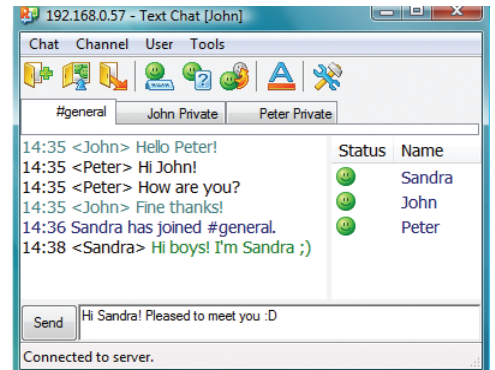 192.168.0.57 - Text Chat [John]
Chat Channel User Tools
#general John Private Peter Private
14:35 <John> Hello Peter!
14:35 <Peter> Hi John!
14:35 <Peter> How are you?
14:35 <John> Fine thanks!
14:36 Sandra has joined #general.
14:38 <Sandra> Hi boys! I'm Sandra ;)
Status Name
Sandra
John
Peter
Send Hi Sandra! Pleased to meet you :D
Connected to server.